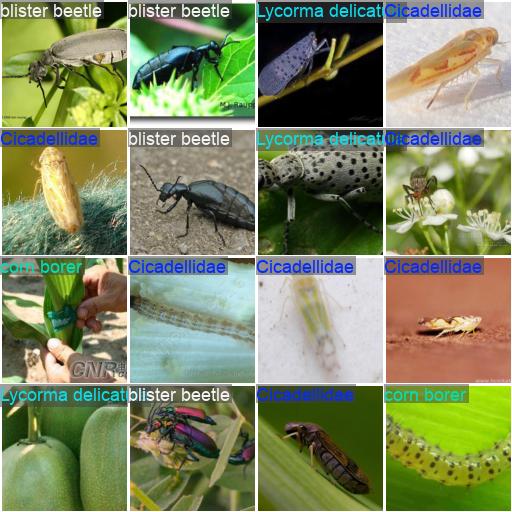 blister beetle
blister beetle
Lycorma delicat
Cicadellidae
Cicadellidae
blister beetle
Lycorma delicat
Cicadellidae
corn borer
Cicadellidae
Cicadellidae
Cicadellidae
Lycorma delicat
blister beetle
Cicadellidae
corn borer
M.J. Raupp
CNR